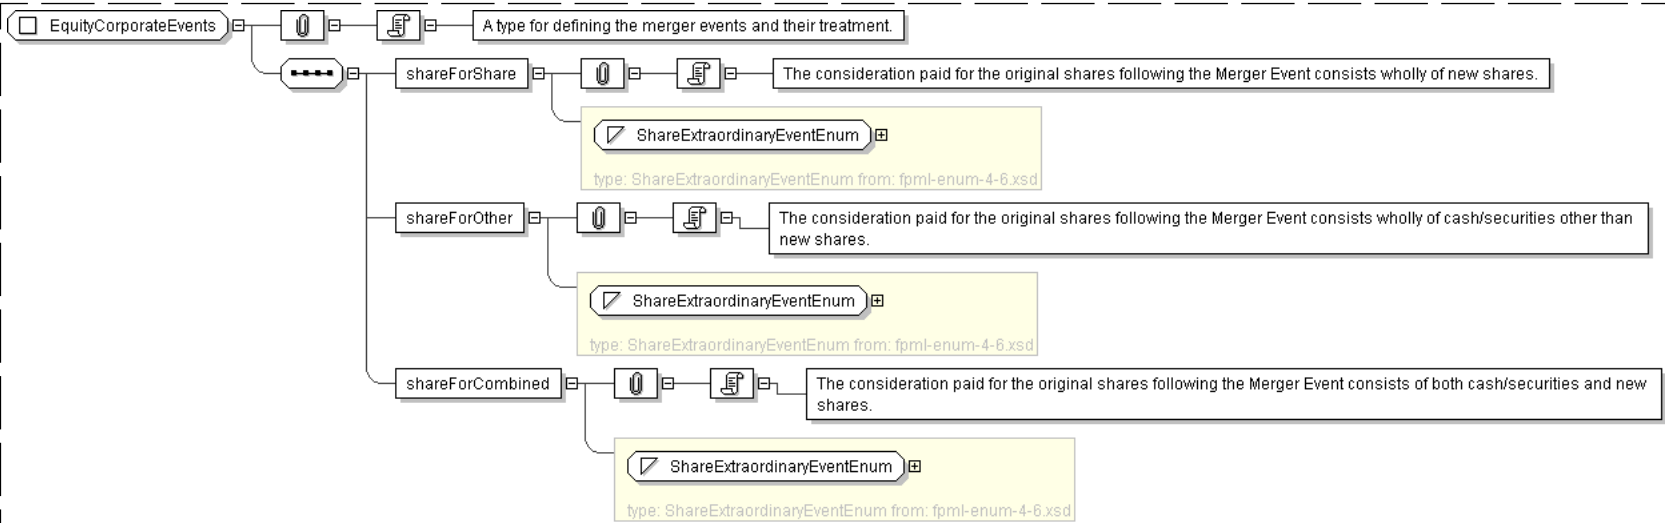 EquityCorporateEvents
A type for defining the merger events and their treatment.
shareForShare
The consideration paid for the original shares following the Merger Event consists wholly of new shares.
ShareExtraordinaryEventEnum
type: ShareExtraordinaryEventEnum from: fpml-enum-4-6.xsd
shareForOther
The consideration paid for the original shares following the Merger Event consists wholly of cash/securities other than
new shares.
ShareExtraordinaryEventEnum
type: ShareExtraordinaryEventEnum from: fpml-enum-4-6.xsd
shareForCombined
The consideration paid for the original shares following the Merger Event consists of both cash/securities and new
shares.
ShareExtraordinaryEventEnum
type: ShareExtraordinaryEventEnum from: fpml-enum-4-6.xsd